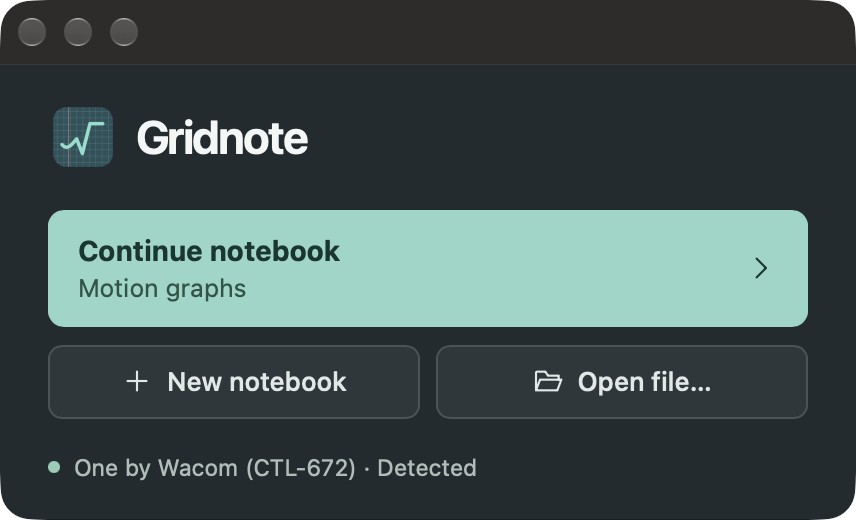 Gridnote
Continue notebook
Motion graphs
New notebook
Open file...
One by Wacom (CTL-672) · Detected